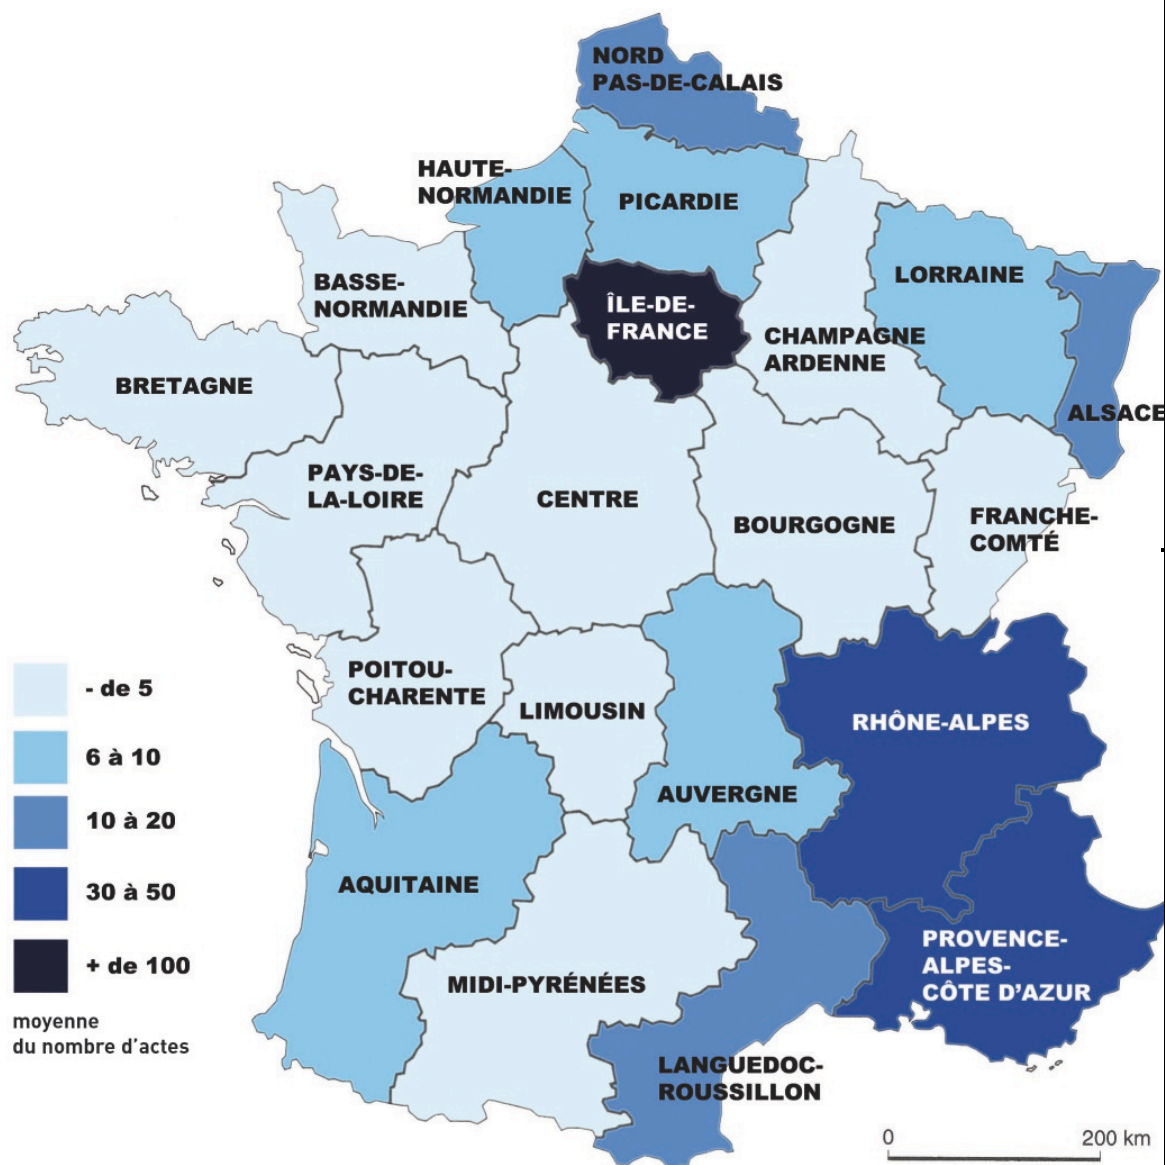 NORD
PAS-DE-CALAIS
HAUTE-
NORMANDIE
PICARDIE
BASSE-
NORMANDIE
ÎLE-DE-
FRANCE
LORRAINE
CHAMPAGNE
ARDENNE
BRETAGNE
ALSACE
PAYS-DE-
LA-LOIRE
CENTRE
BOURGOGNE
FRANCHE-
COMTÉ
POITOU-
CHARENTE
LIMOUSIN
RHÔNE-ALPES
AUVERGNE
AQUITAINE
PROVENCE-
ALPES-
CÔTE D’AZUR
MIDI-PYRÉNÉES
LANGUEDOC-
ROUSSILLON
- de 5
6 à 10
10 à 20
30 à 50
+ de 100
moyenne
du nombre d’actes
0 200 km